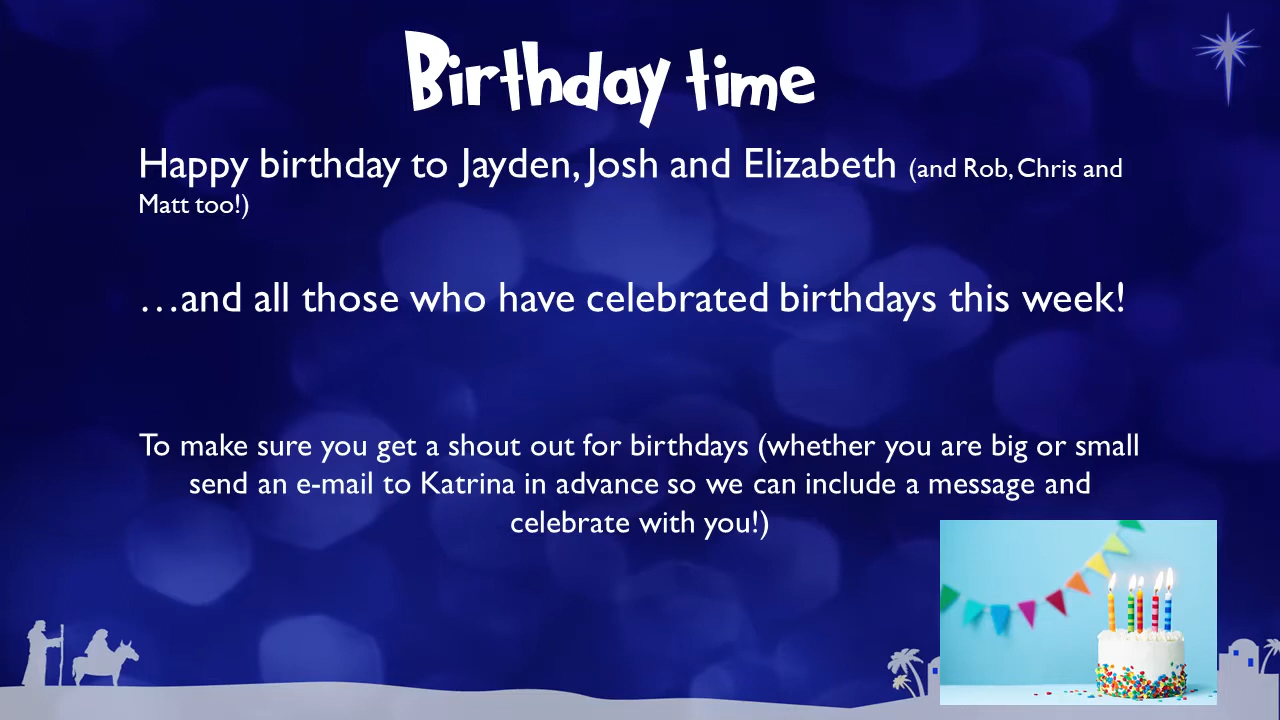 Birthday time
Happy birthday to Jayden, Josh and Elizabeth (and Rob, Chris and
Matt too!)
…and all those who have celebrated birthdays this week!
To make sure you get a shout out for birthdays (whether you are big or small
send an e-mail to Katrina in advance so we can include a message and
celebrate with you!)